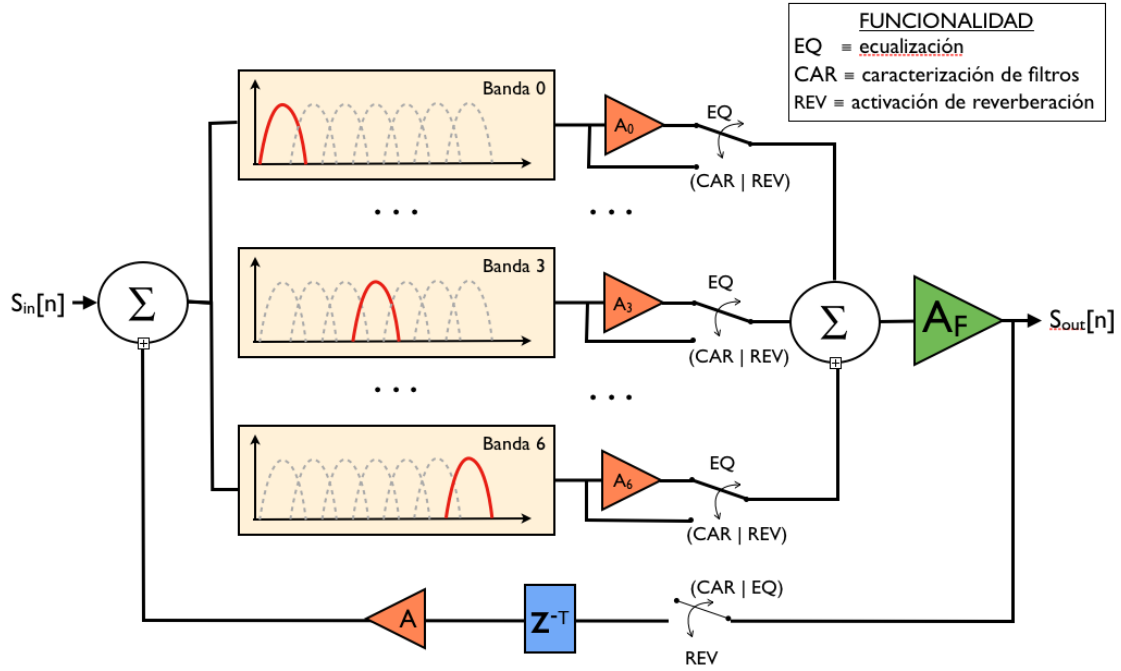 FUNCIONALIDAD
EQ ≡ ecualización
CAR ≡ caracterización de filtros
REV ≡ activación de reverberación
Banda 0
A0
EQ
(CAR | REV)
. . .
. . .
Banda 3
Sin[n]
Σ
A3
EQ
(CAR | REV)
Σ
AF
Sout[n]
. . .
. . .
Banda 6
A6
EQ
(CAR | REV)
(CAR | EQ)
A
Z-T
REV